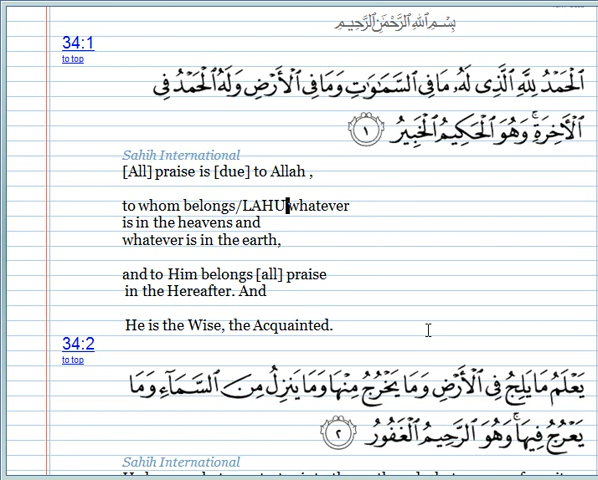 بِسْمِ ٱللَّهِ ٱلرَّحْمَٰنِ ٱلرَّحِيمِ
34:1
to top
ٱلْحَمْدُ لِلَّهِ ٱلَّذِى لَهُۥ مَا فِى ٱلسَّمَٰوَٰتِ وَمَا فِى ٱلْأَرْضِ وَلَهُ ٱلْحَمْدُ فِى
ٱلْأَخِرَةِ ۚ وَهُوَ ٱلْحَكِيمُ ٱلْخَبِيرُ ١
Sahih International
[All] praise is [due] to Allah ,
to whom belongs/LAHU whatever
is in the heavens and
whatever is in the earth,
and to Him belongs [all] praise
in the Hereafter. And
He is the Wise, the Acquainted.
34:2
to top
يَعْلَمُ مَا يَلِجُ فِى ٱلْأَرْضِ وَمَا يَخْرُجُ مِنْهَا وَمَا يَنزِلُ مِنَ ٱلسَّمَآءِ وَمَا
يَعْرُجُ فِيهَا ۚ وَهُوَ ٱلرَّحِيمُ ٱلْغَفُورُ ٢
Sahih International